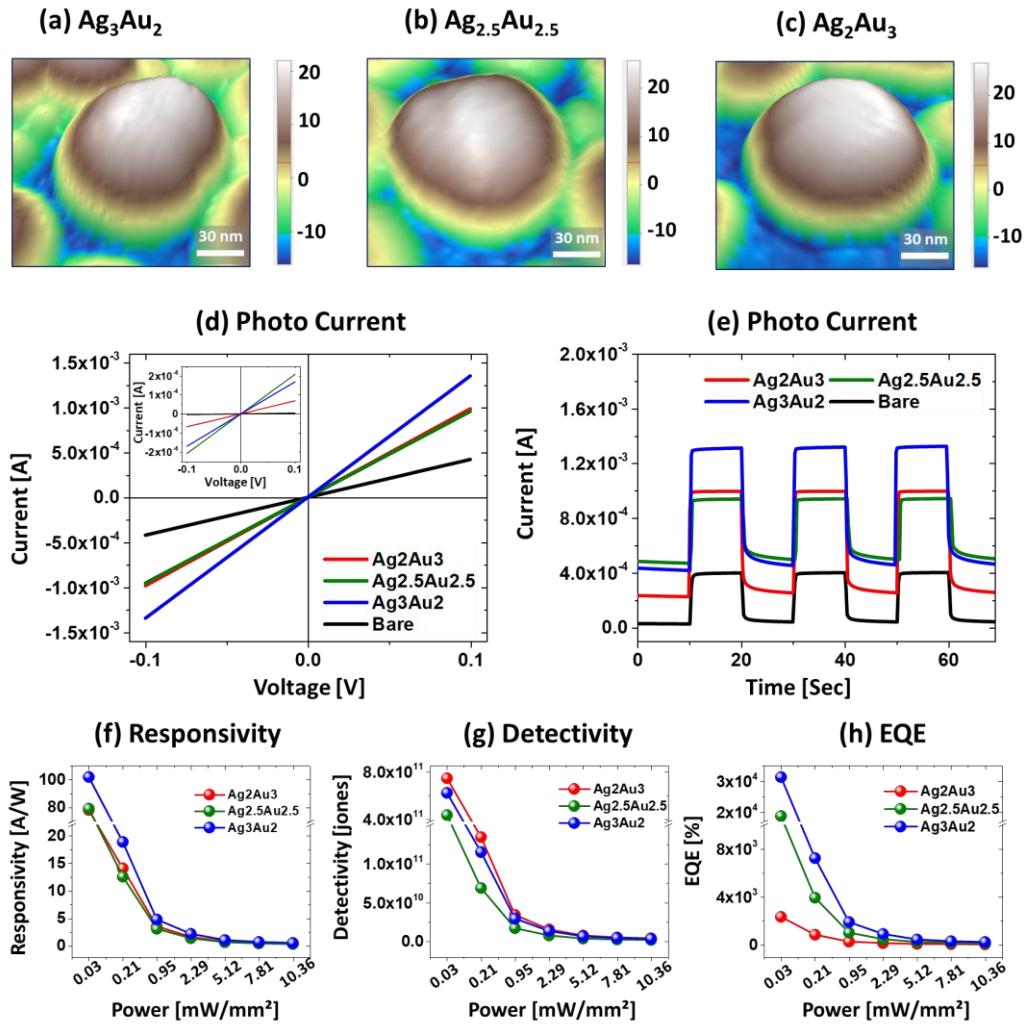 (a) Ag₃Au₂
(b) Ag₂.₅Au₂.₅
(c) Ag₂Au₃
20
10
0
-10
30 nm
20
10
0
-10
30 nm
20
10
0
-10
30 nm
(d) Photo Current
Current [A]
1.5x10⁻³
1.0x10⁻³
5.0x10⁻⁴
0.0
-5.0x10⁻⁴
-1.0x10⁻³
-1.5x10⁻³
-0.1 0.0 0.1
Voltage [V]
Current [A]
2x10⁻⁴
1x10⁻⁴
0
-1x10⁻⁴
-2x10⁻⁴
-0.1 0.0 0.1
Voltage [V]
Ag2Au3
Ag2.5Au2.5
Ag3Au2
Bare
(e) Photo Current
Current [A]
2.0x10⁻³
1.6x10⁻³
1.2x10⁻³
8.0x10⁻⁴
4.0x10⁻⁴
0.0
0 20 40 60
Time [Sec]
Ag2Au3 Ag2.5Au2.5
Ag3Au2 Bare
(f) Responsivity
Responsivity [A/W]
100
80
60
20
15
10
5
0
0.03 0.21 0.95 2.29 5.12 7.81 10.36
Power [mW/mm²]
Ag2Au3
Ag2.5Au2.5
Ag3Au2
(g) Detectivity
Detectivity [jones]
8.0x10¹¹
4.0x10¹¹
1.0x10¹¹
5.0x10¹⁰
0.0
0.03 0.21 0.95 2.29 5.12 7.81 10.36
Power [mW/mm²]
Ag2Au3
Ag2.5Au2.5
Ag3Au2
(h) EQE
EQE [%]
3x10⁴
2x10⁴
8x10³
4x10³
0
0.03 0.21 0.95 2.29 5.12 7.81 10.36
Power [mW/mm²]
Ag2Au3
Ag2.5Au2.5
Ag3Au2